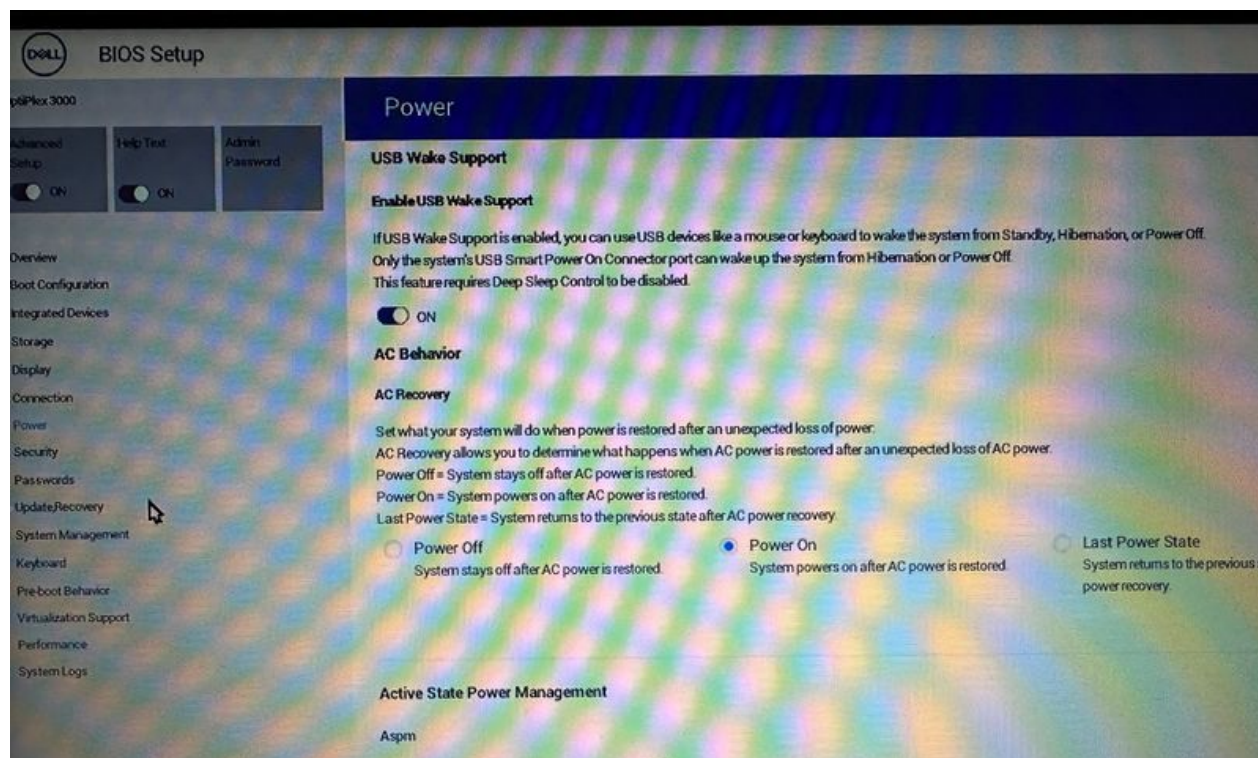 DELL
BIOS Setup
ptiPlex 3000
Advanced
Setup
ON
Help Text
ON
Admin
Password
Overview
Boot Configuration
Integrated Devices
Storage
Display
Connection
Power
Security
Passwords
Update,Recovery
System Management
Keyboard
Pre-boot Behavior
Virtualization Support
Performance
System Logs
Power
USB Wake Support
Enable USB Wake Support
If USB Wake Support is enabled, you can use USB devices like a mouse or keyboard to wake the system from Standby, Hibernation, or Power Off.
Only the system's USB Smart Power On Connector port can wake up the system from Hibernation or Power Off.
This feature requires Deep Sleep Control to be disabled.
ON
AC Behavior
AC Recovery
Set what your system will do when power is restored after an unexpected loss of power.
AC Recovery allows you to determine what happens when AC power is restored after an unexpected loss of AC power.
Power Off = System stays off after AC power is restored.
Power On = System powers on after AC power is restored.
Last Power State = System returns to the previous state after AC power recovery.
Power Off
System stays off after AC power is restored.
Power On
System powers on after AC power is restored.
Last Power State
System returns to the previous
power recovery.
Active State Power Management
Aspm